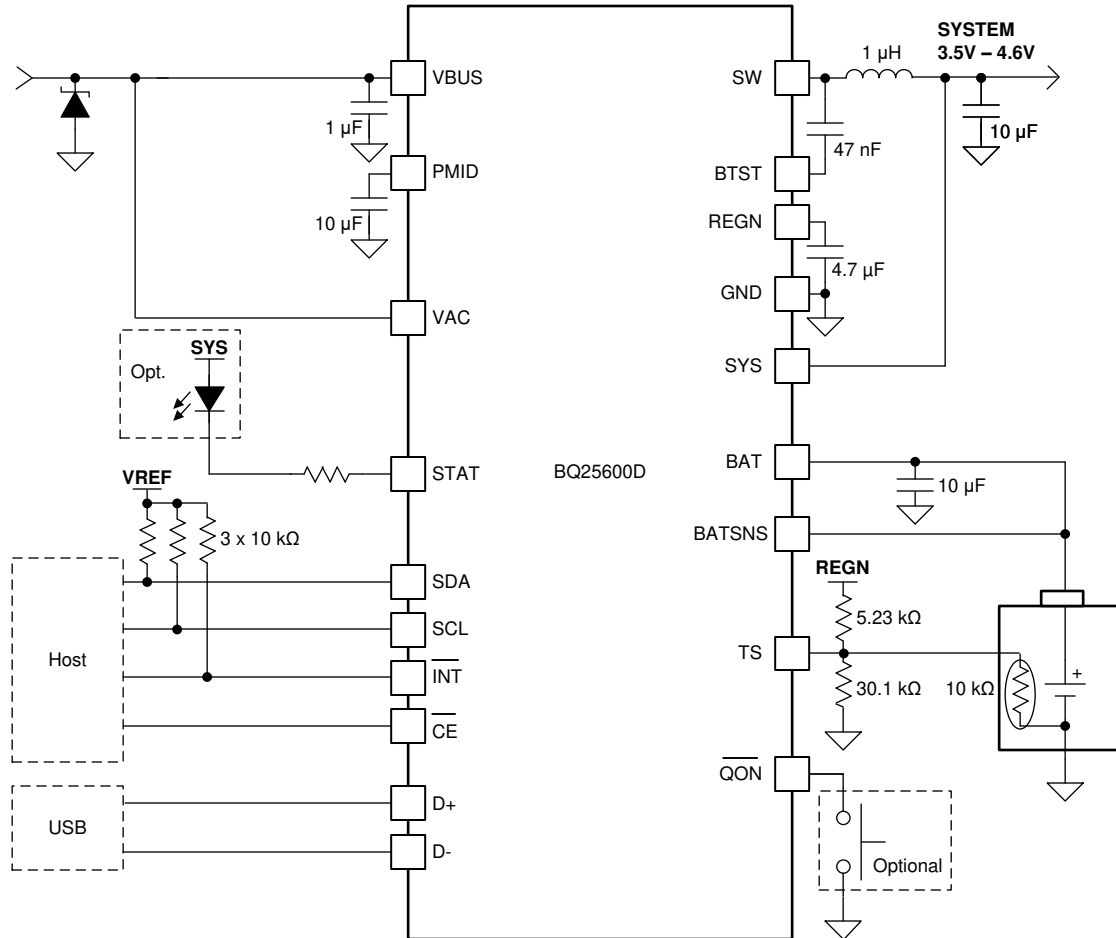 SYSTEM
3.5V – 4.6V
1 µH
VBUS
SW
1 µF
10 µF
47 nF
PMID
BTST
10 µF
REGN
4.7 µF
GND
VAC
SYS
Opt.
SYS
STAT
BQ25600D
BAT
10 µF
VREF
3 x 10 kΩ
BATSNS
REGN
SDA
5.23 kΩ
SCL
Host
TS
INT
30.1 kΩ
10 kΩ
+
CE
QON
D+
USB
D-
Optional